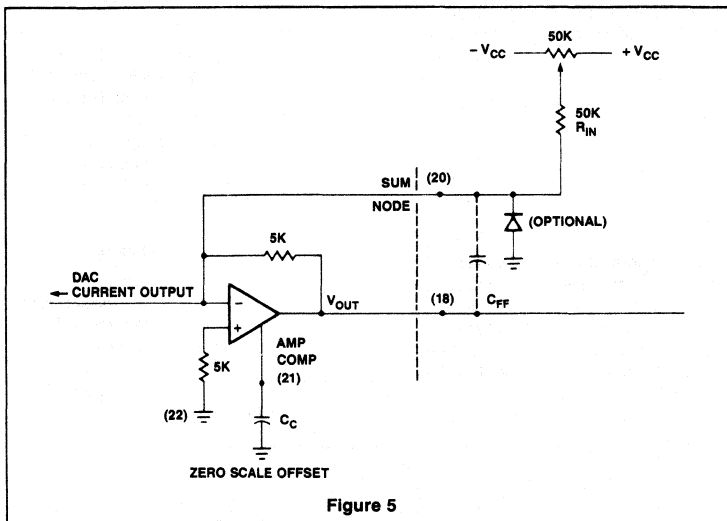 50K
− VCC
+ VCC
50K
RIN
SUM
(20)
NODE
(OPTIONAL)
5K
DAC
CURRENT OUTPUT
VOUT
(18)
CFF
−
+
AMP
COMP
5K
(21)
(22)
CC
ZERO SCALE OFFSET
Figure 5